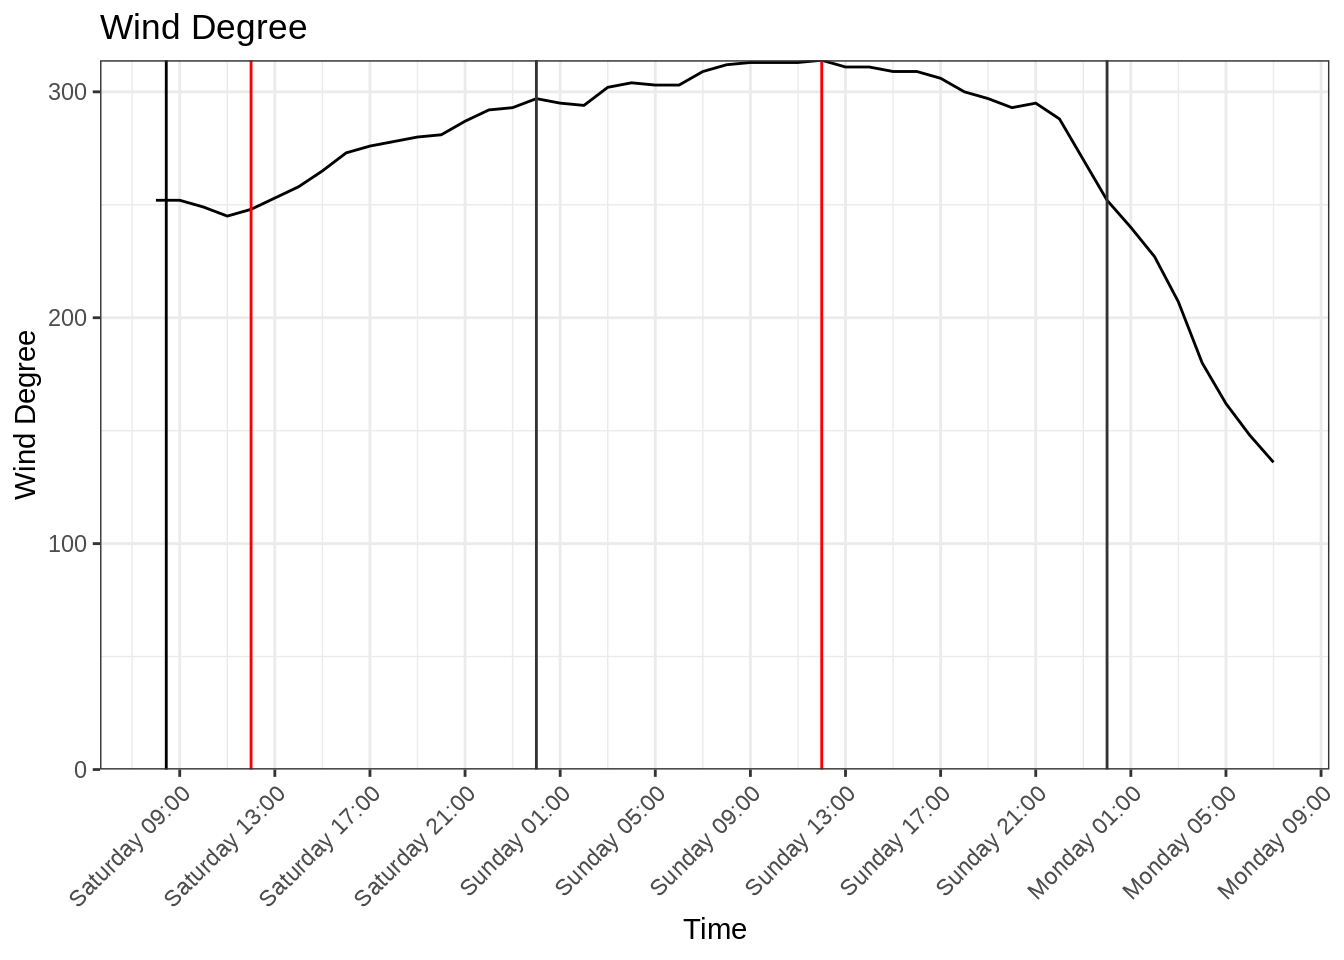 Wind Degree
Wind Degree
300
200
100
0
Saturday 09:00
Saturday 13:00
Saturday 17:00
Saturday 21:00
Sunday 01:00
Sunday 05:00
Sunday 09:00
Sunday 13:00
Sunday 17:00
Sunday 21:00
Monday 01:00
Monday 05:00
Monday 09:00
Time